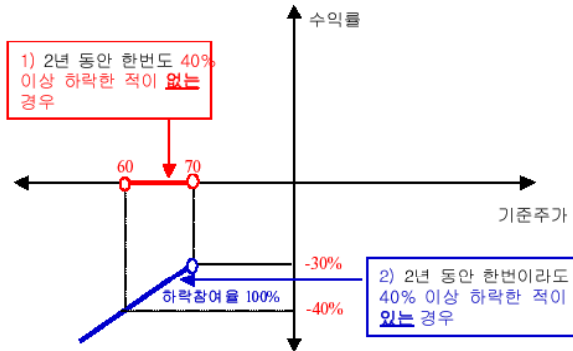 수익률
1) 2년 동안 한번도 40%
이상 하락한 적이 없는
경우
60
70
기준주가
-30%
하락참여율 100%
-40%
2) 2년 동안 한번이라도
40% 이상 하락한 적이
있는 경우